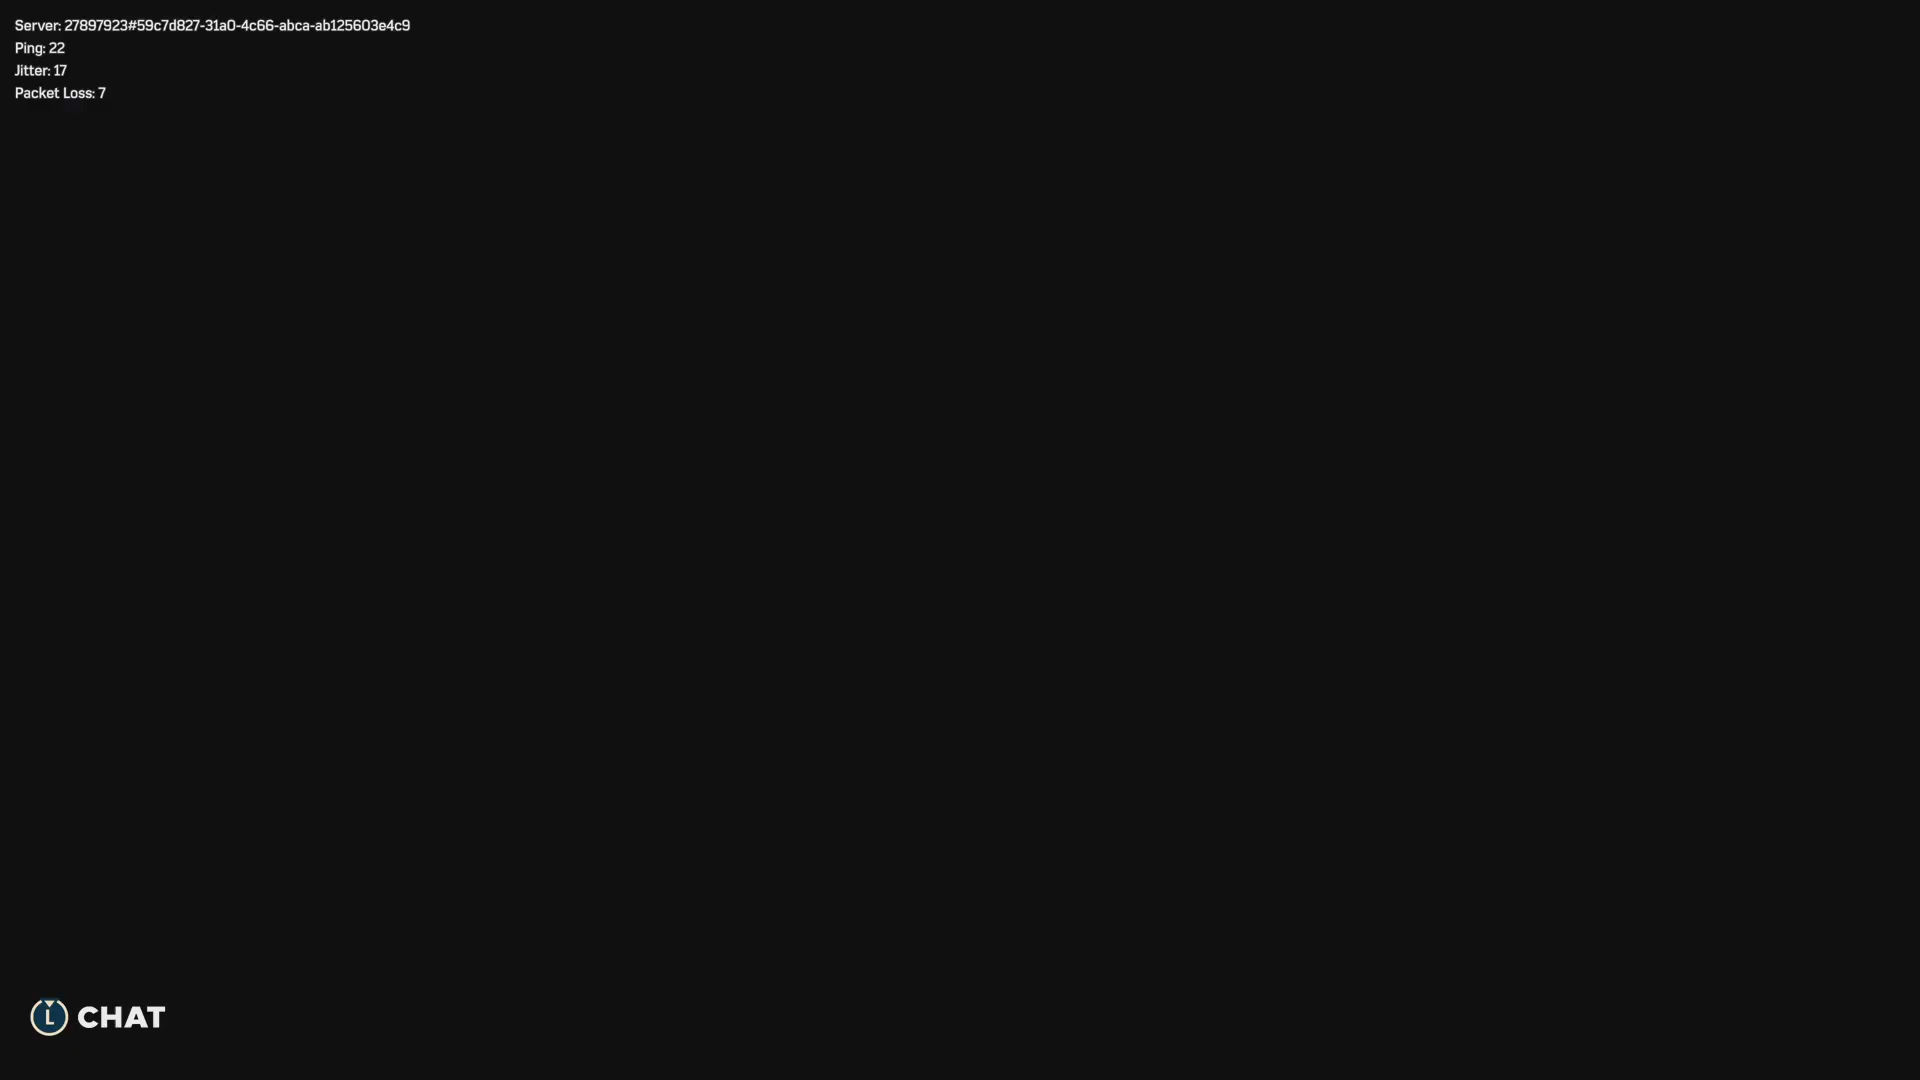 Server: 27897923#59c7d827-31a0-4c66-abca-ab125603e4c9
Ping: 22
Jitter: 17
Packet Loss: 7
L CHAT